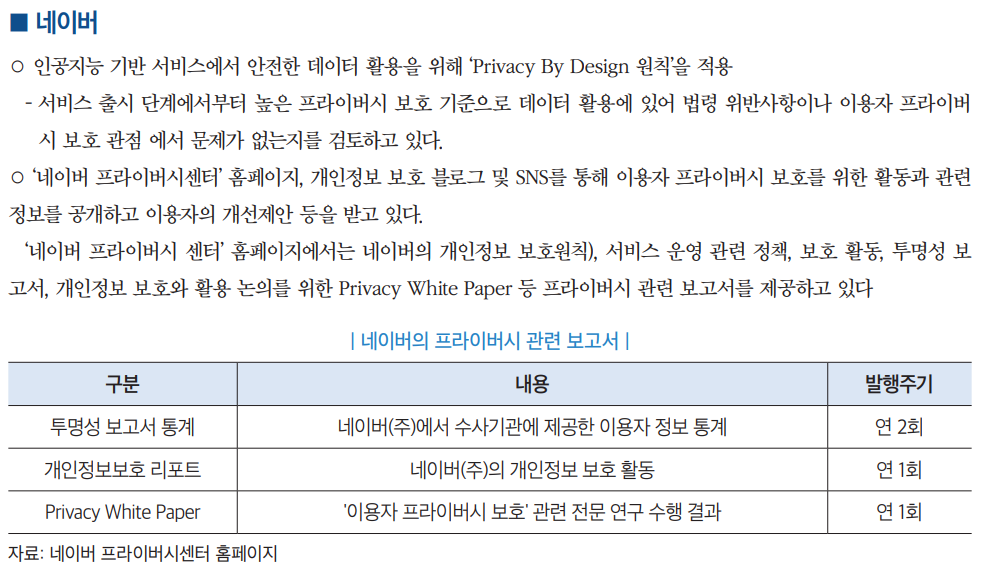 ■ 네이버
○ 인공지능 기반 서비스에서 안전한 데이터 활용을 위해 ‘Privacy By Design 원칙’을 적용
- 서비스 출시 단계에서부터 높은 프라이버시 보호 기준으로 데이터 활용에 있어 법령 위반사항이나 이용자 프라이버
시 보호 관점 에서 문제가 없는지를 검토하고 있다.
○ ‘네이버 프라이버시센터’ 홈페이지, 개인정보 보호 블로그 및 SNS를 통해 이용자 프라이버시 보호를 위한 활동과 관련
정보를 공개하고 이용자의 개선제안 등을 받고 있다.
‘네이버 프라이버시 센터’ 홈페이지에서는 네이버의 개인정보 보호원칙), 서비스 운영 관련 정책, 보호 활동, 투명성 보
고서, 개인정보 보호와 활용 논의를 위한 Privacy White Paper 등 프라이버시 관련 보고서를 제공하고 있다
| 네이버의 프라이버시 관련 보고서 |
구분 내용 발행주기
투명성 보고서 통계 네이버(주)에서 수사기관에 제공한 이용자 정보 통계 연 2회
개인정보보호 리포트 네이버(주)의 개인정보 보호 활동 연 1회
Privacy White Paper '이용자 프라이버시 보호' 관련 전문 연구 수행 결과 연 1회
자료: 네이버 프라이버시센터 홈페이지